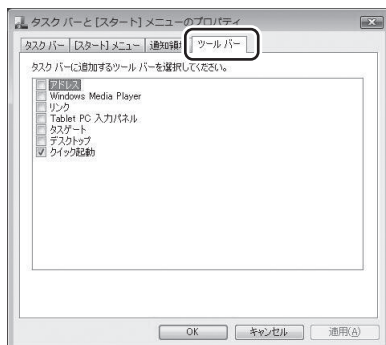 タスク バーと [スタート] メニューのプロパティ
タスク バー [スタート] メニュー 通知領 ツール バー
タスク バーに追加するツール バーを選択してください。
アドレス
Windows Media Player
リンク
Tablet PC 入力パネル
タスゲート
デスクトップ
クイック起動
OK キャンセル 適用(A)